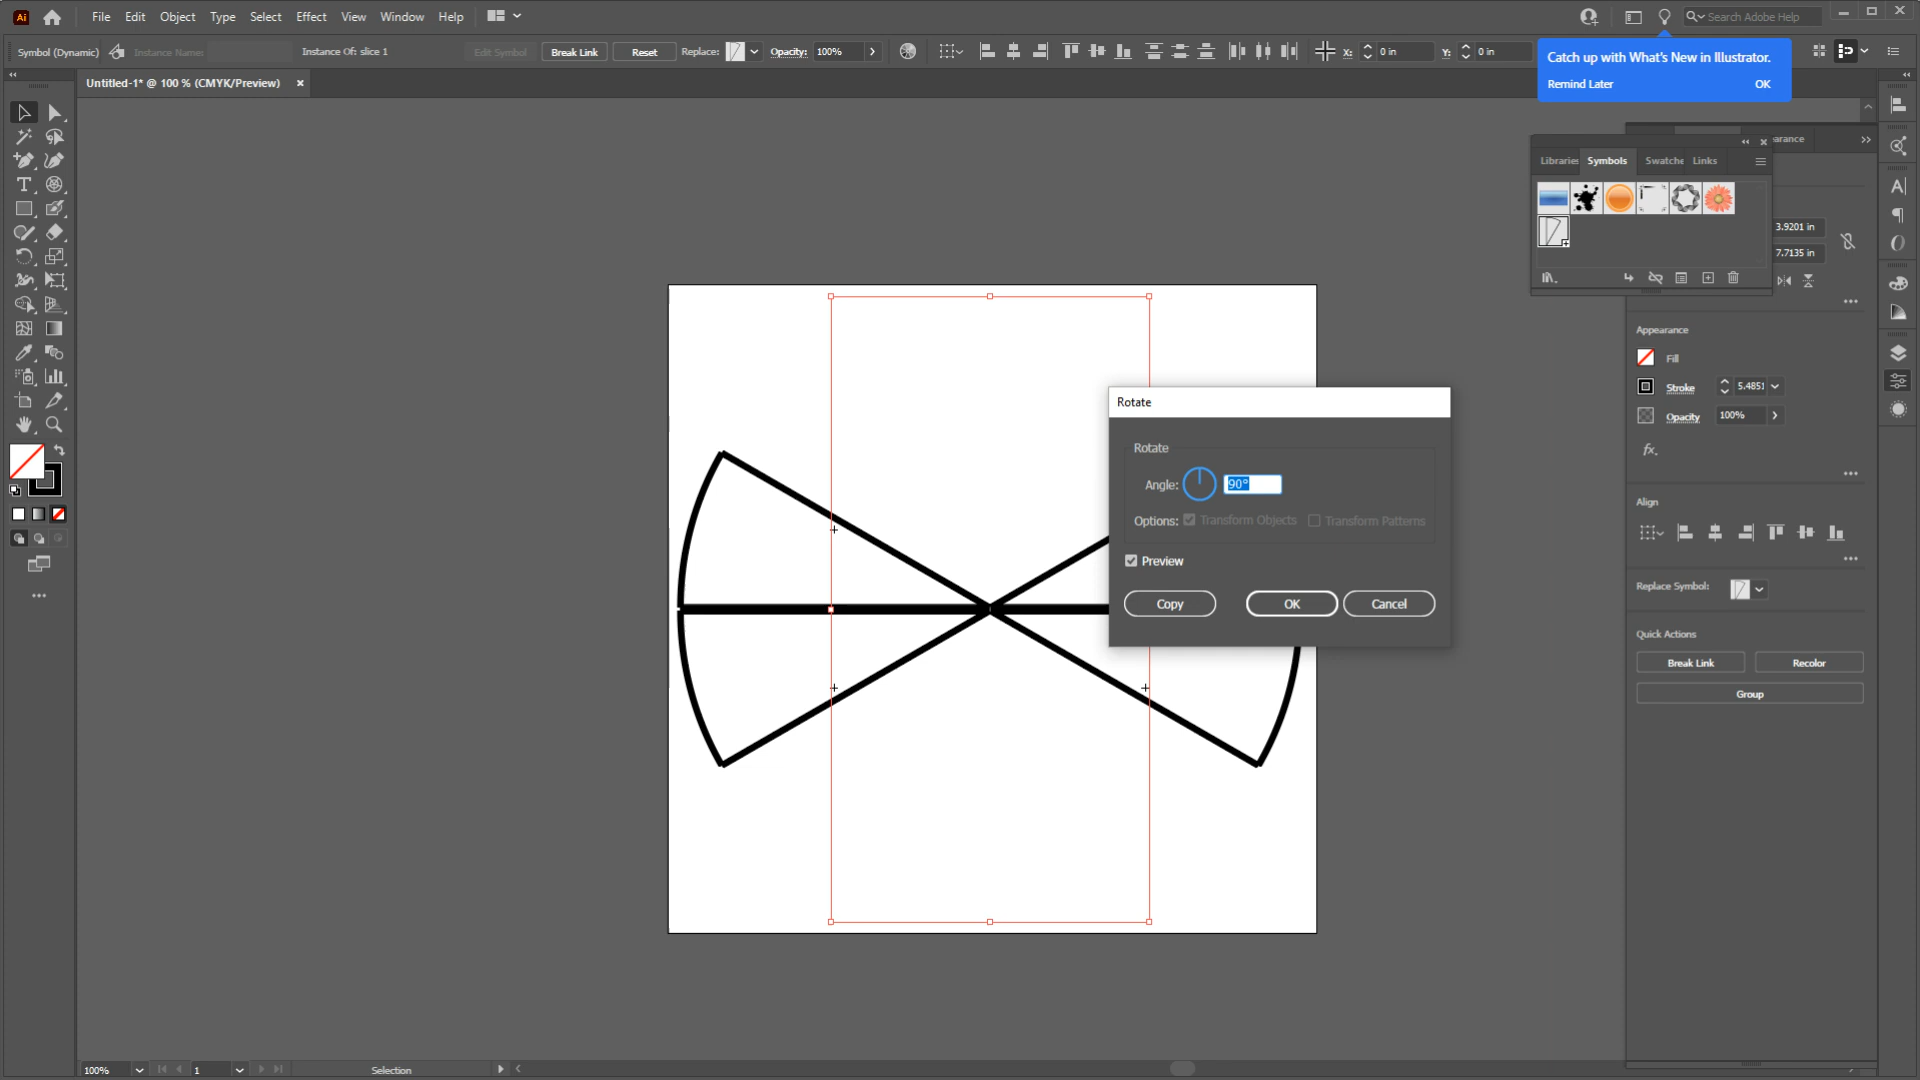 Ai File Edit Object Type Select Effect View Window Help Search Adobe Help
Symbol (Dynamic) Instance Name: Instance Of: slice 1 Edit Symbol Break Link Reset Replace: Opacity: 100% X: 0 in Y: 0 in
Catch up with What's New in Illustrator.
Remind Later OK
Untitled-1* @ 100 % (CMYK/Preview)
Libraries Symbols Swatche Links
earance
3.9201 in
7.7135 in
Appearance
Fill
Stroke 5.4851
Opacity 100%
fx.
Align
Replace Symbol:
Quick Actions
Break Link Recolor
Group
Rotate
Rotate
Angle: 90°
Options: Transform Objects Transform Patterns
Preview
Copy OK Cancel
100% 1 Selection